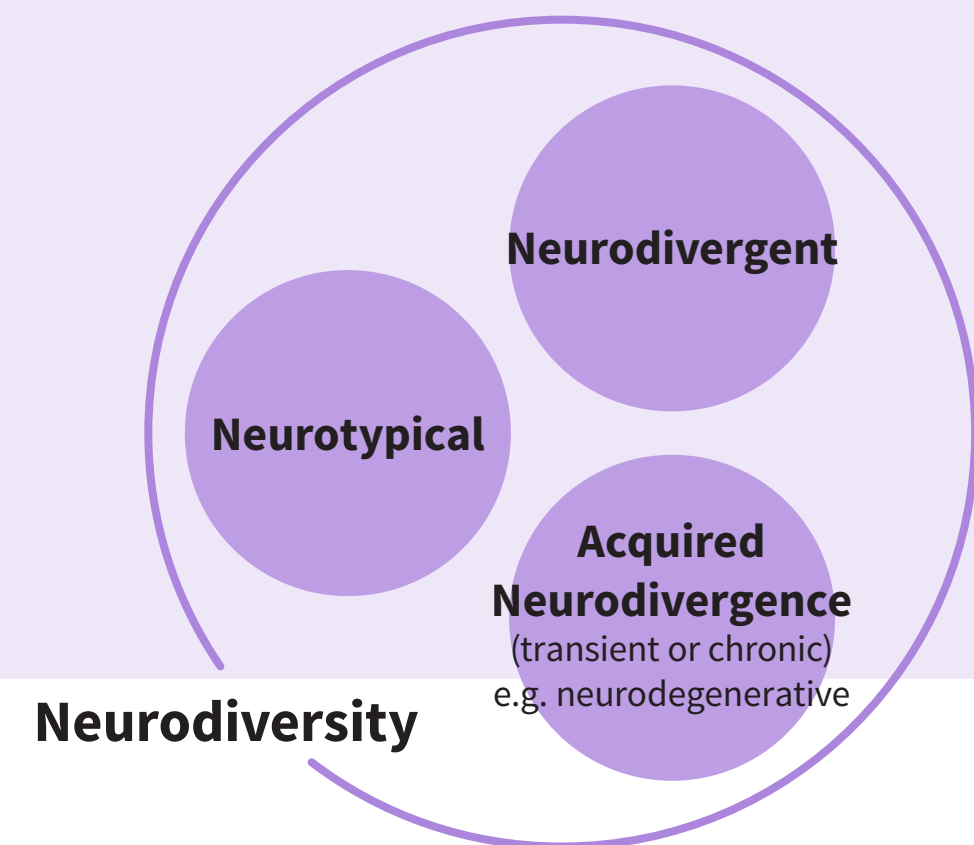 Neurodivergent
Neurotypical
Acquired
Neurodivergence
(transient or chronic)
e.g. neurodegenerative
Neurodiversity